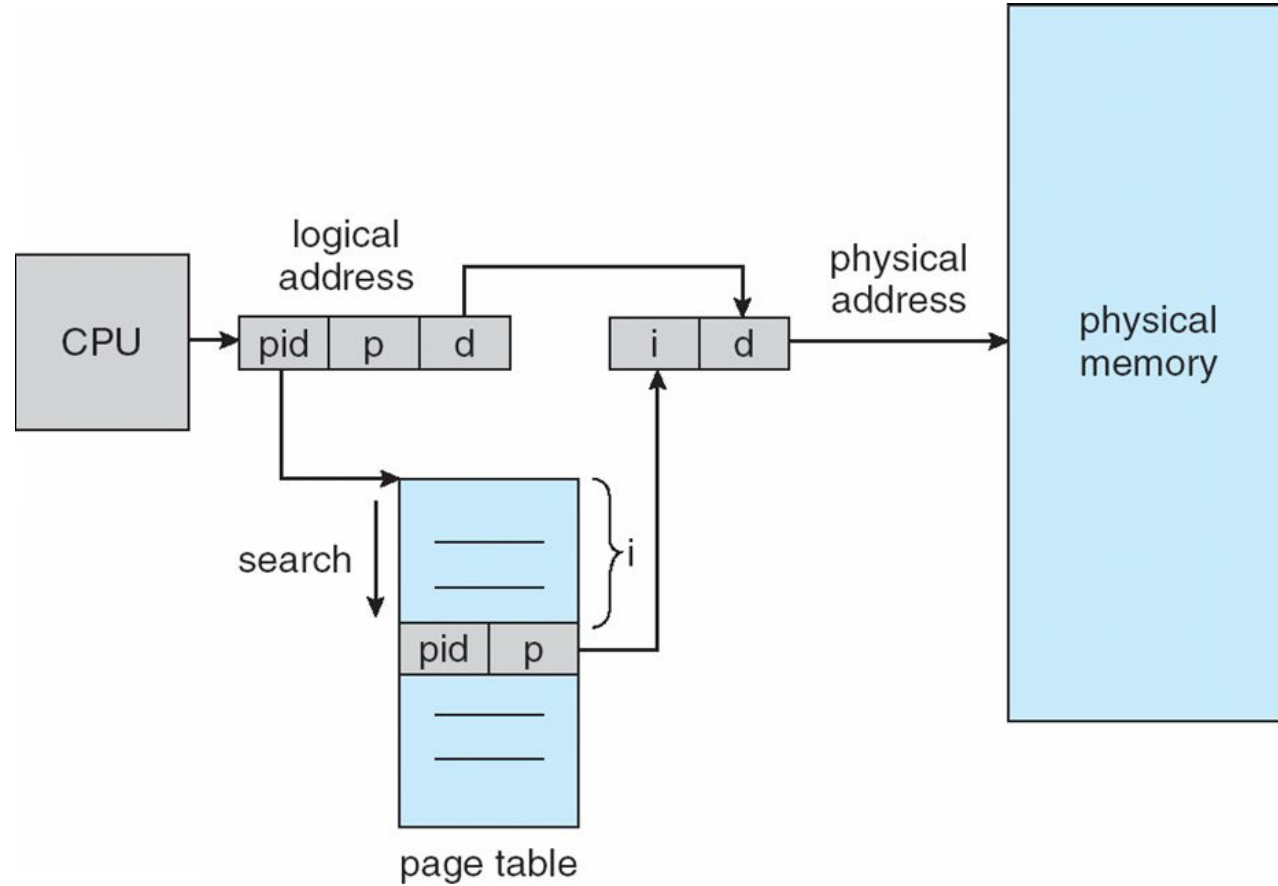 logical
address
physical
address
CPU
pid
p
d
i
d
physical
memory
search
i
pid
p
page table